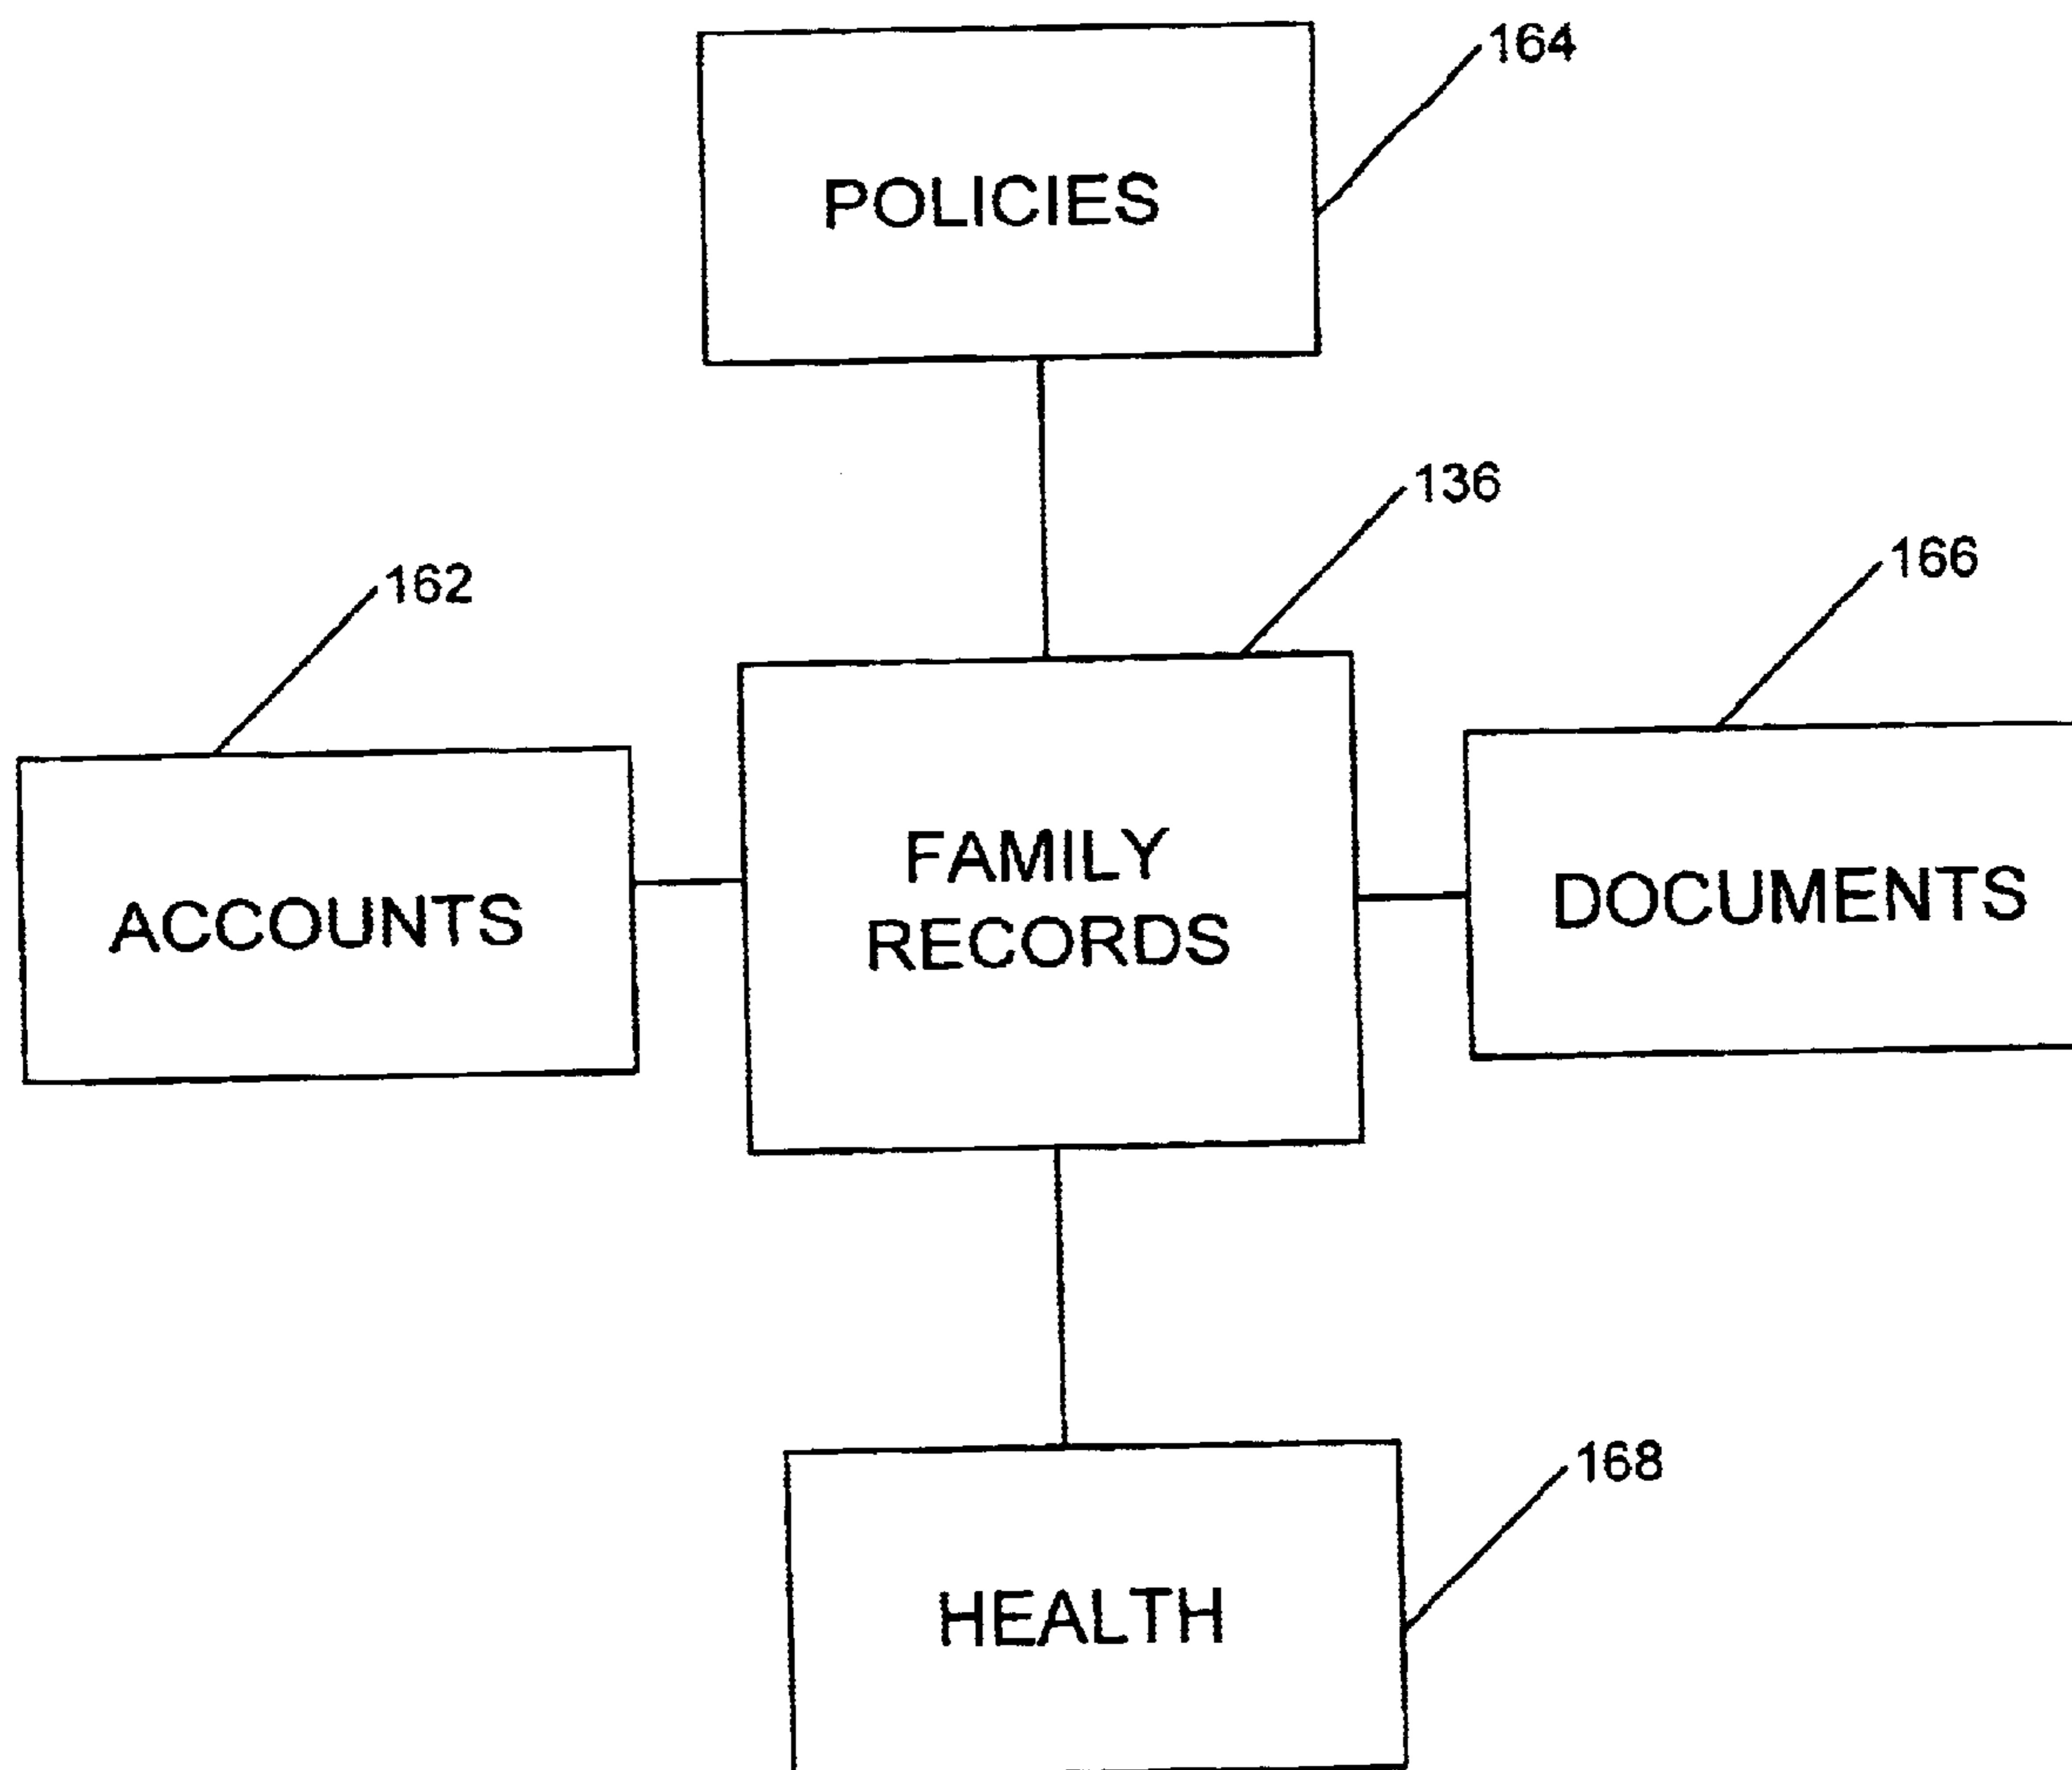 164
POLICIES
136
166
162
FAMILY
RECORDS
DOCUMENTS
ACCOUNTS
168
HEALTH